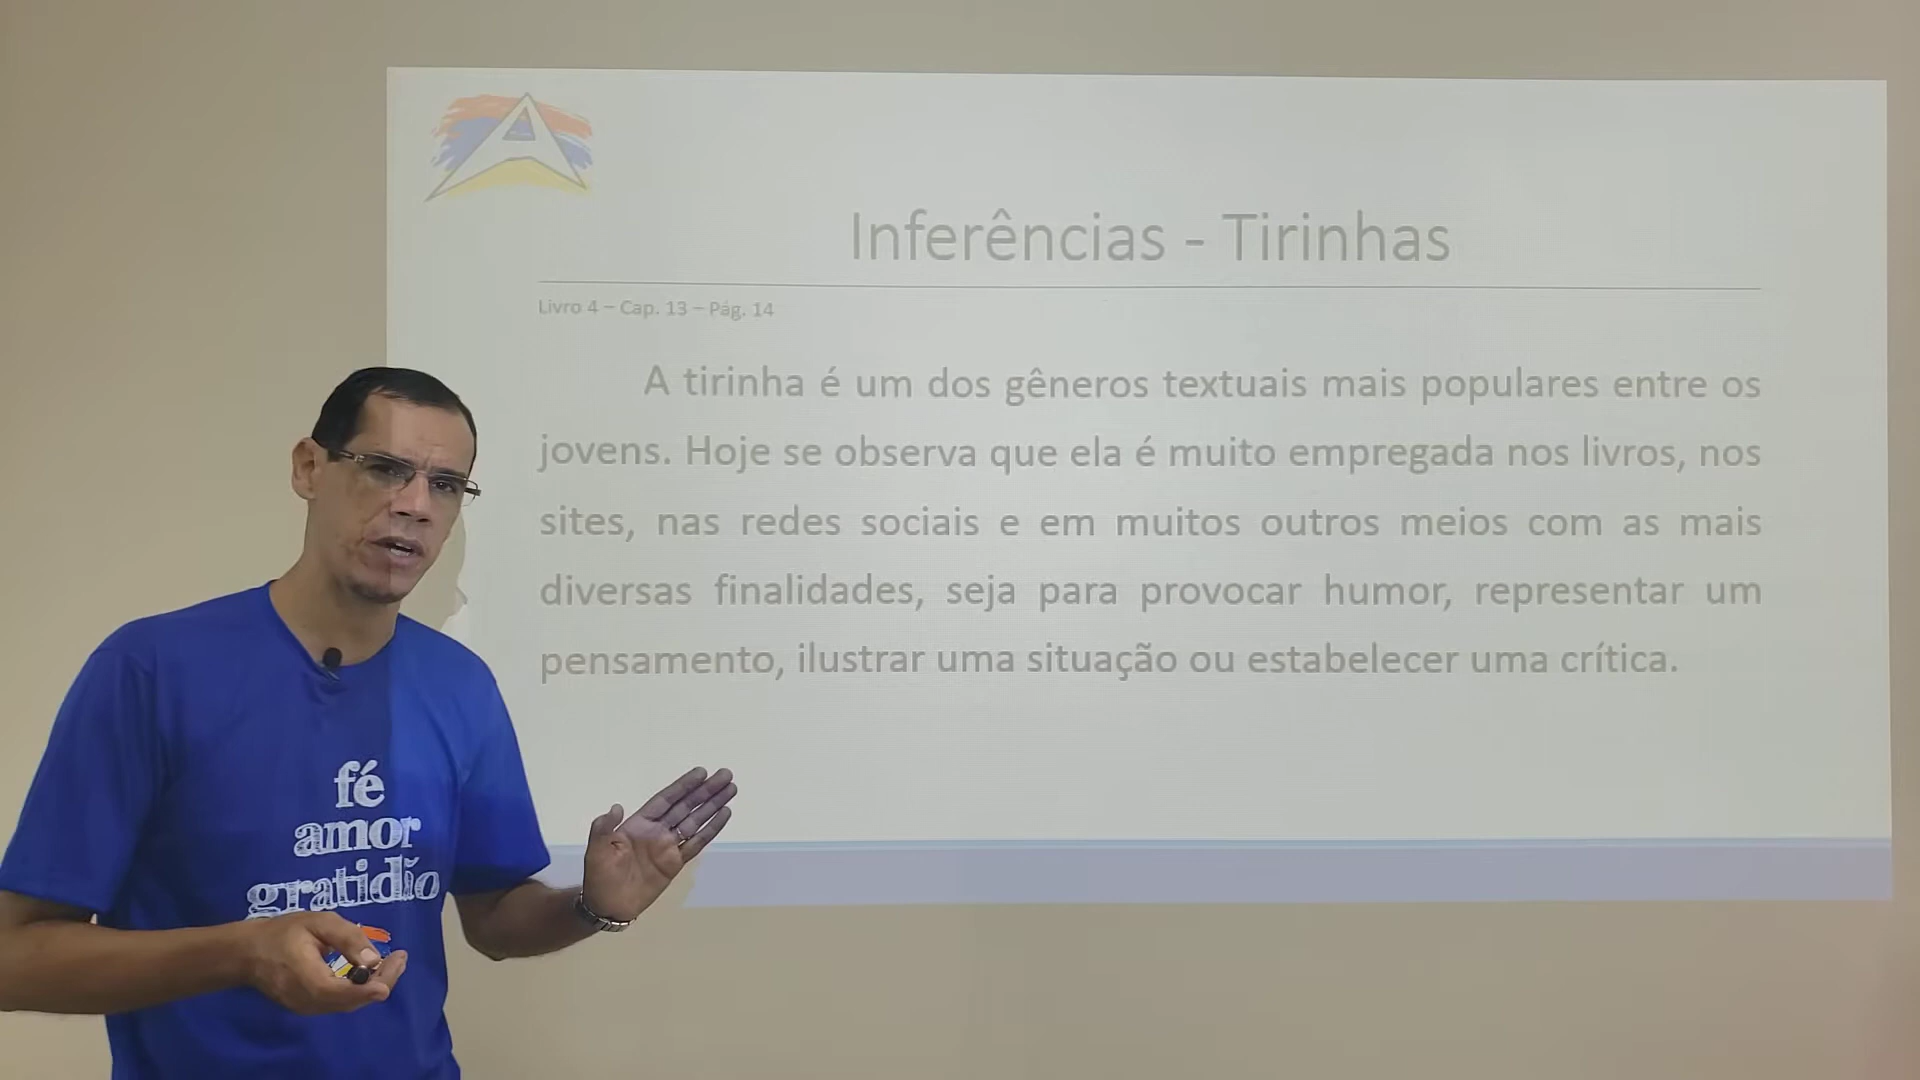 Inferências - Tirinhas
Livro 4 – Cap. 13 – Pág. 14
A tirinha é um dos gêneros textuais mais populares entre os
jovens. Hoje se observa que ela é muito empregada nos livros, nos
sites, nas redes sociais e em muitos outros meios com as mais
diversas finalidades, seja para provocar humor, representar um
pensamento, ilustrar uma situação ou estabelecer uma crítica.
fé
amor
gratidão